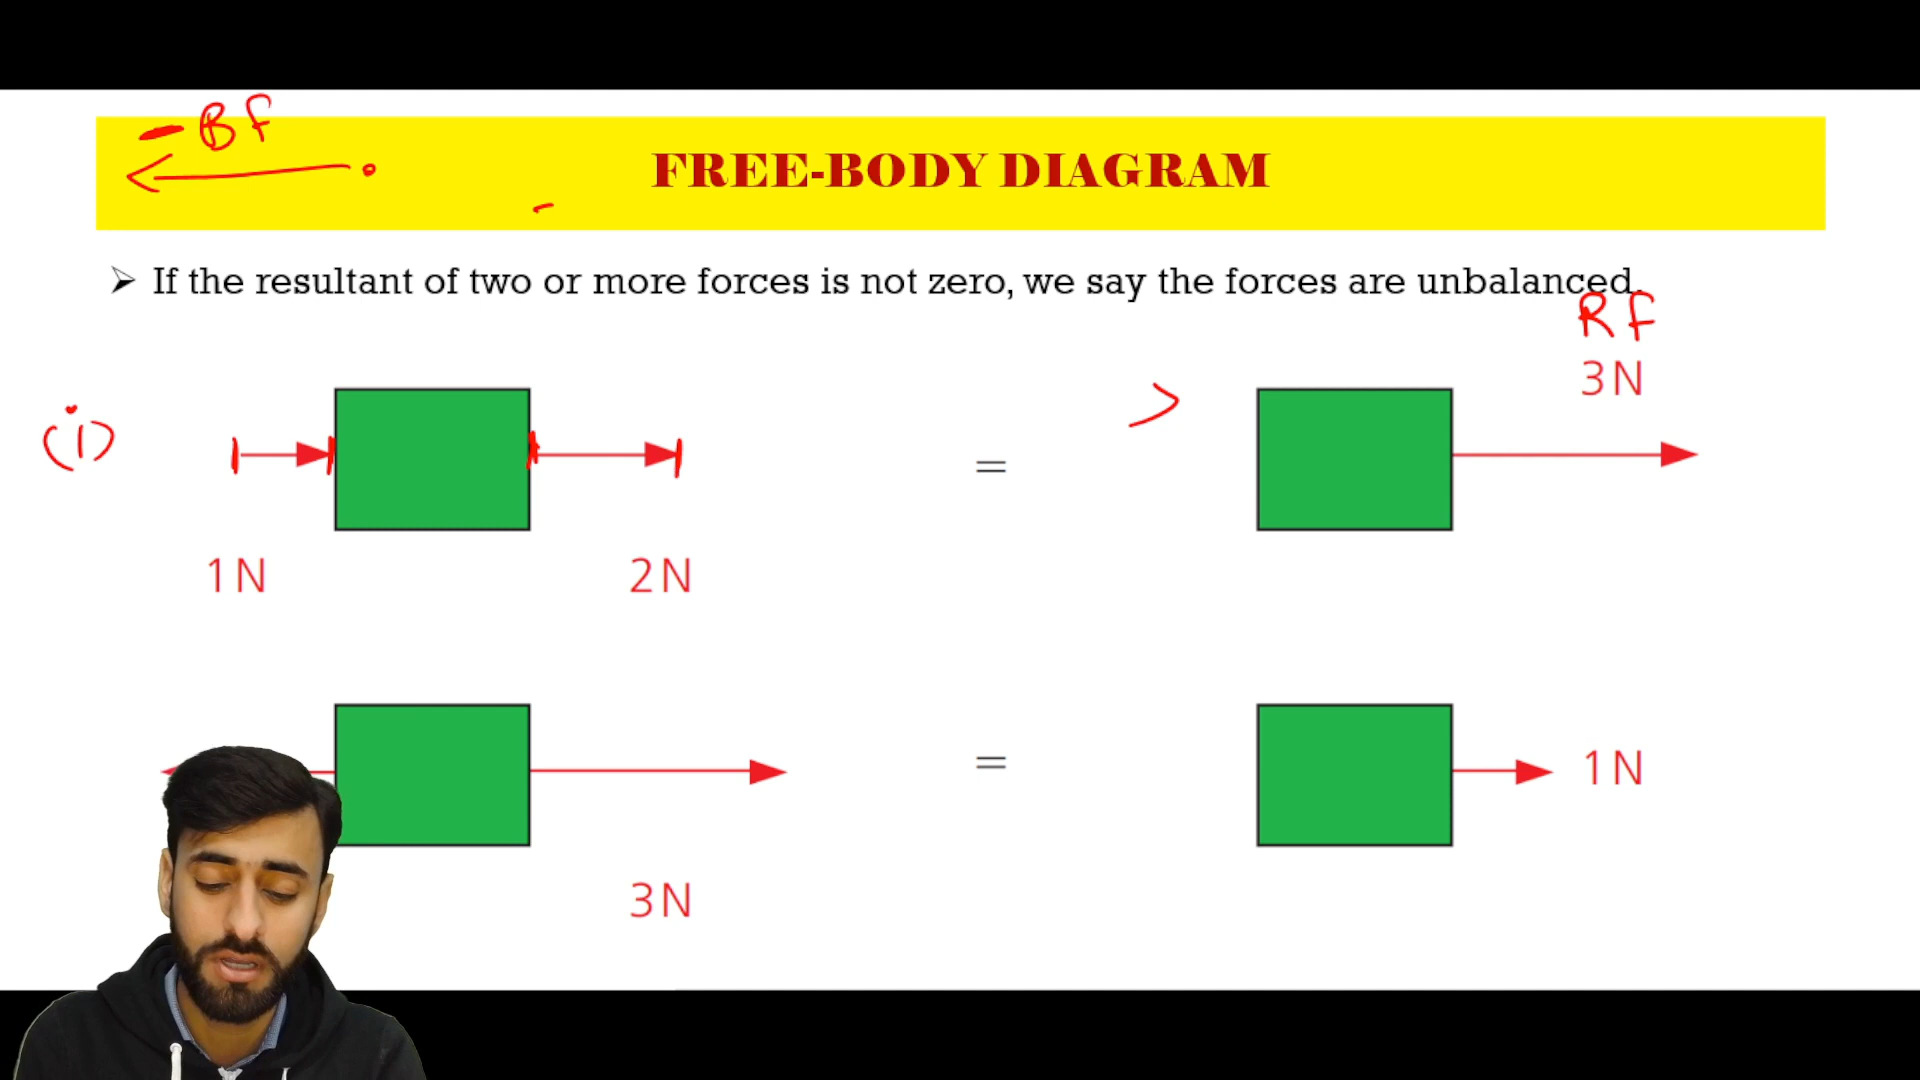 - BF
FREE-BODY DIAGRAM
➢ If the resultant of two or more forces is not zero, we say the forces are unbalanced.
RF
3N
(i)
=
1N
2N
=
1N
3N